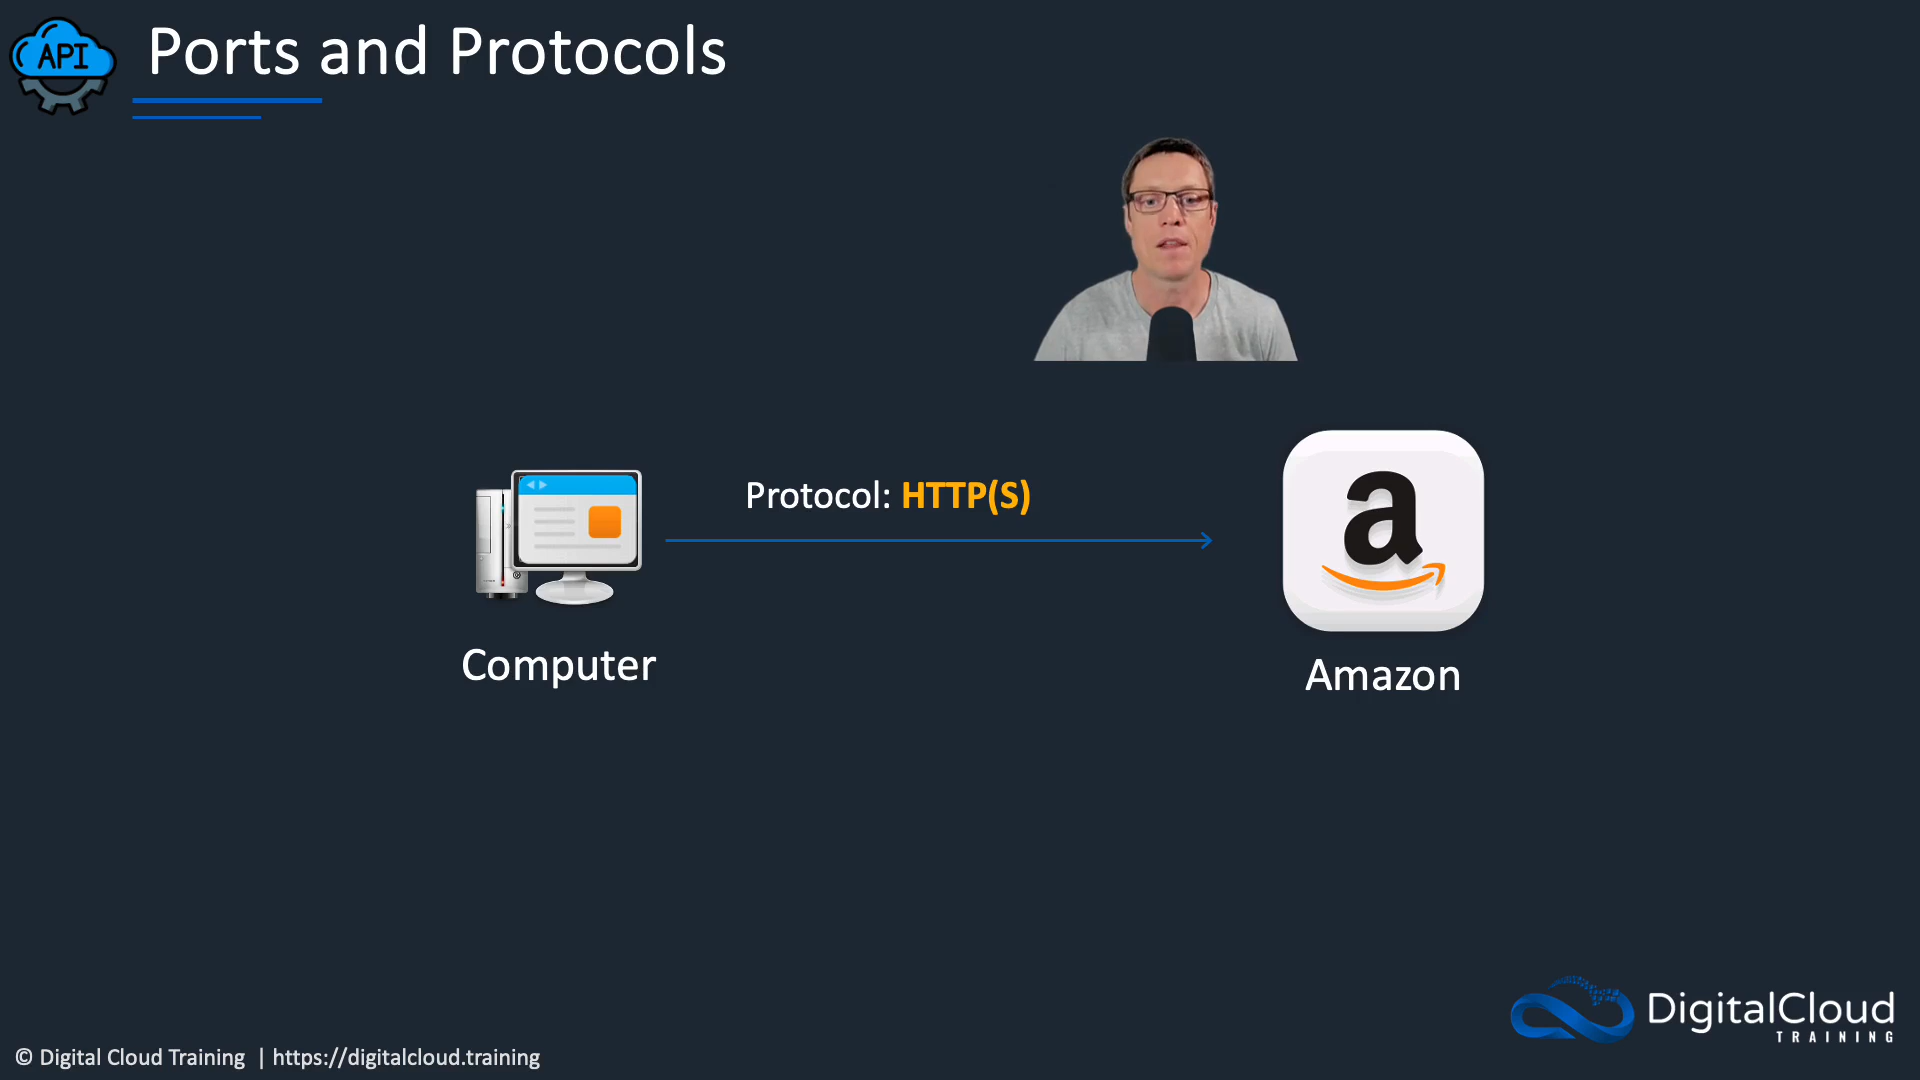 API
Ports and Protocols
Protocol: HTTP(S)
a
Computer
Amazon
DigitalCloud
TRAINING
© Digital Cloud Training | https://digitalcloud.training